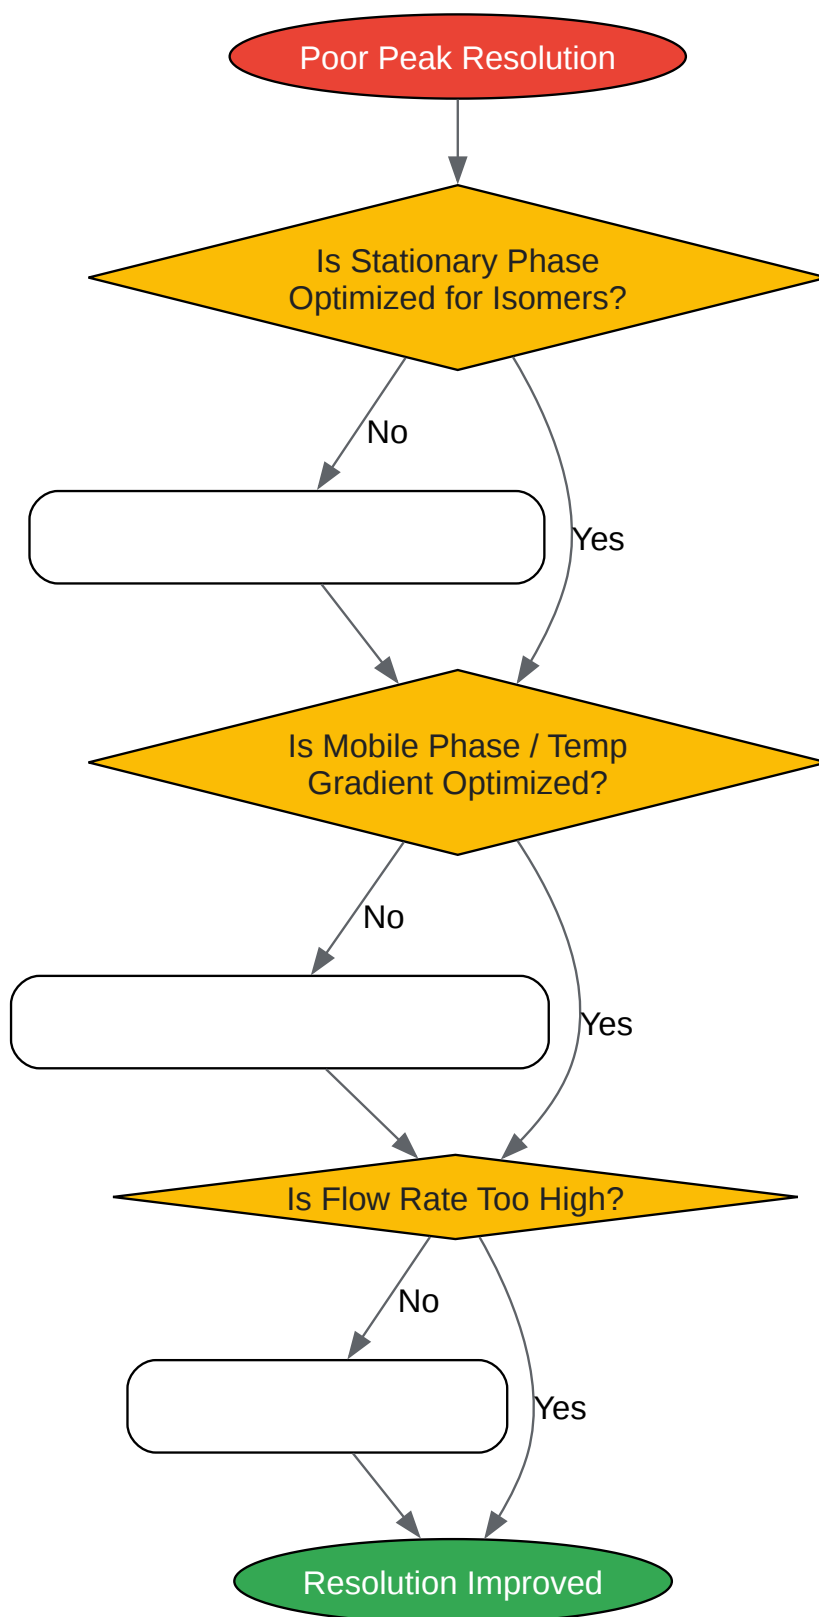 Poor Peak Resolution
Is Stationary Phase
Optimized for Isomers?
No
Yes
Is Mobile Phase / Temp
Gradient Optimized?
No
Yes
Is Flow Rate Too High?
No
Yes
Resolution Improved